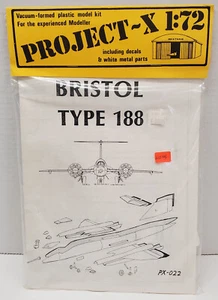 Vacuum-formed plastic model kit
For the experienced Modeller
PROJECT-X 1:72
including decals
& white metal parts
BRISTOL
TYPE 188
PX-022